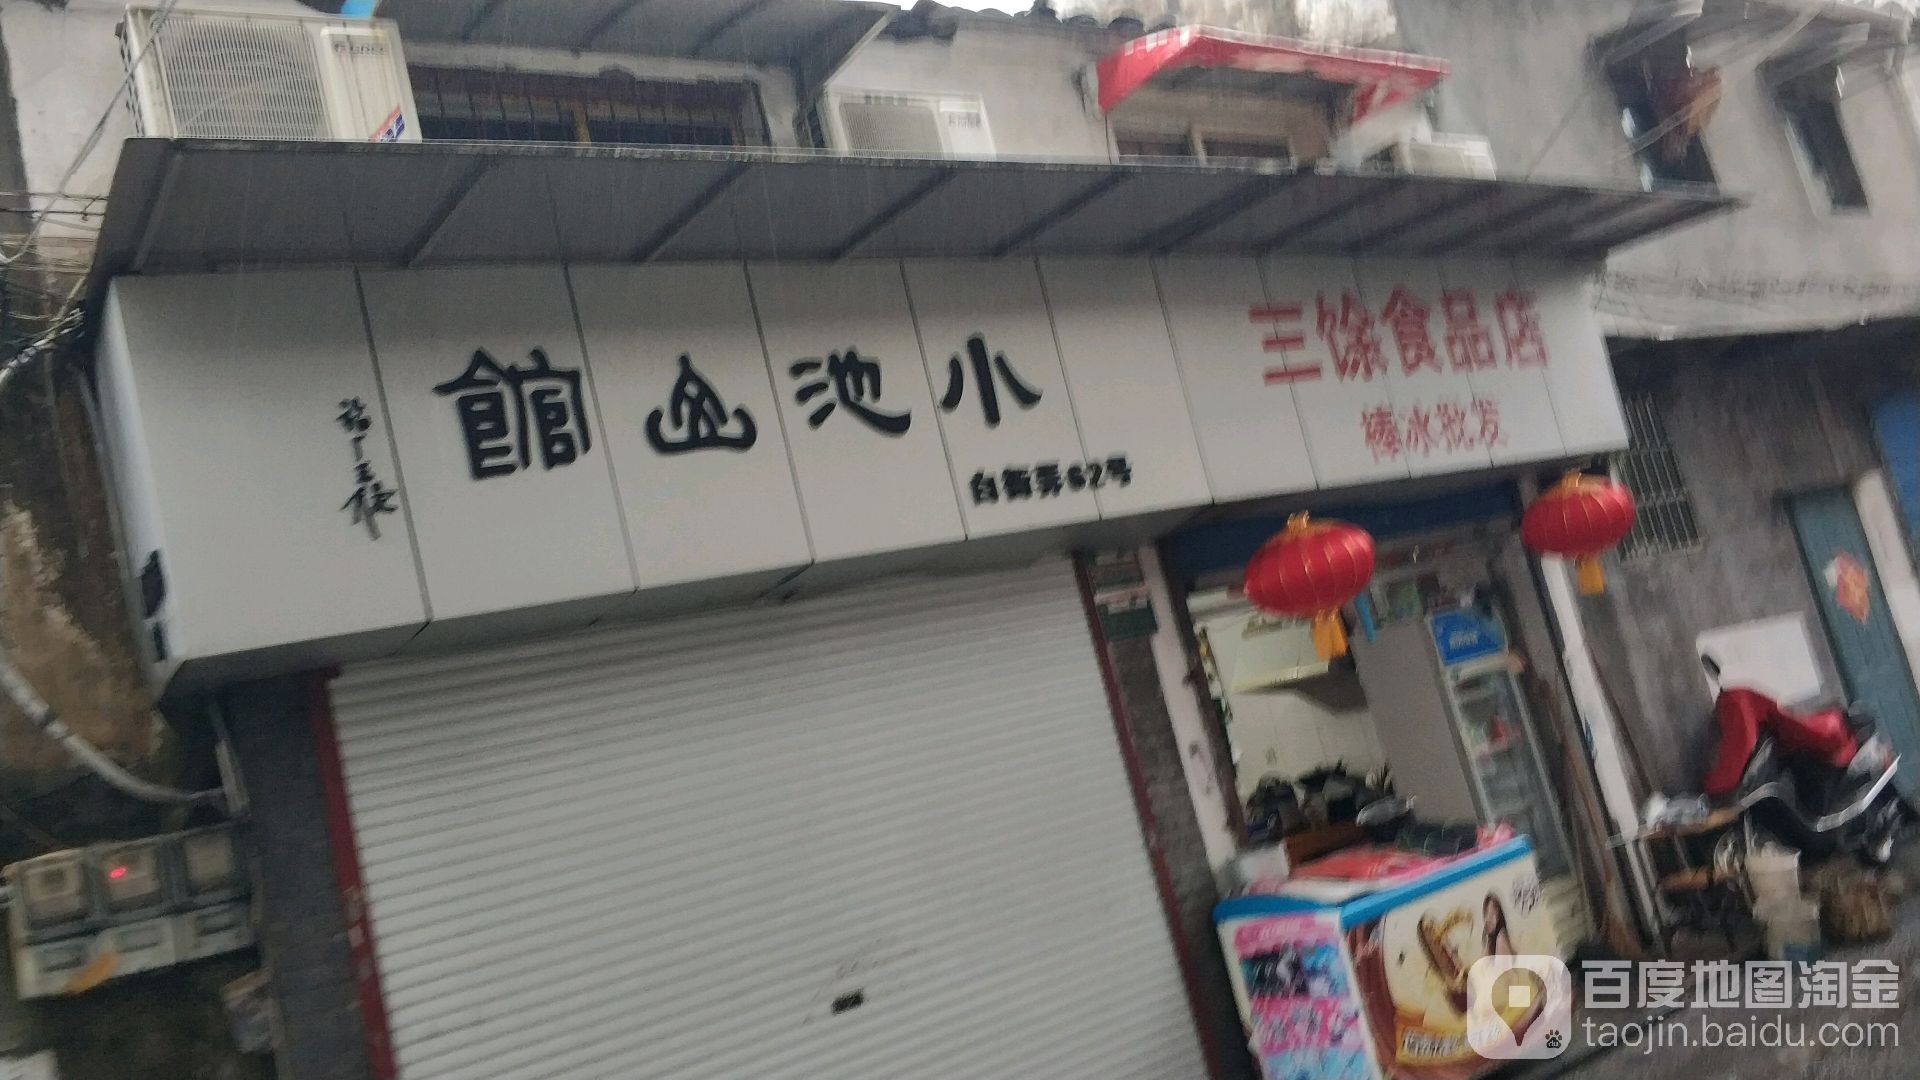 小池画館
白衙弄62号
三馀食品店
棒冰批发
百度地图淘金
taojin.baidu.com